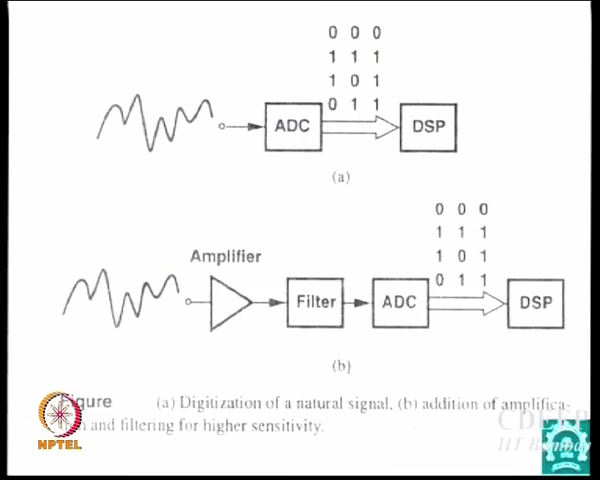 0 0 0
1 1 1
1 0 1
0 1 1
ADC
DSP
(a)
0 0 0
1 1 1
1 0 1
0 1 1
Amplifier
Filter
ADC
DSP
(b)
Figure (a) Digitization of a natural signal, (b) addition of amplifica-
and filtering for higher sensitivity.
NPTEL
CDEEP
IIT Bombay